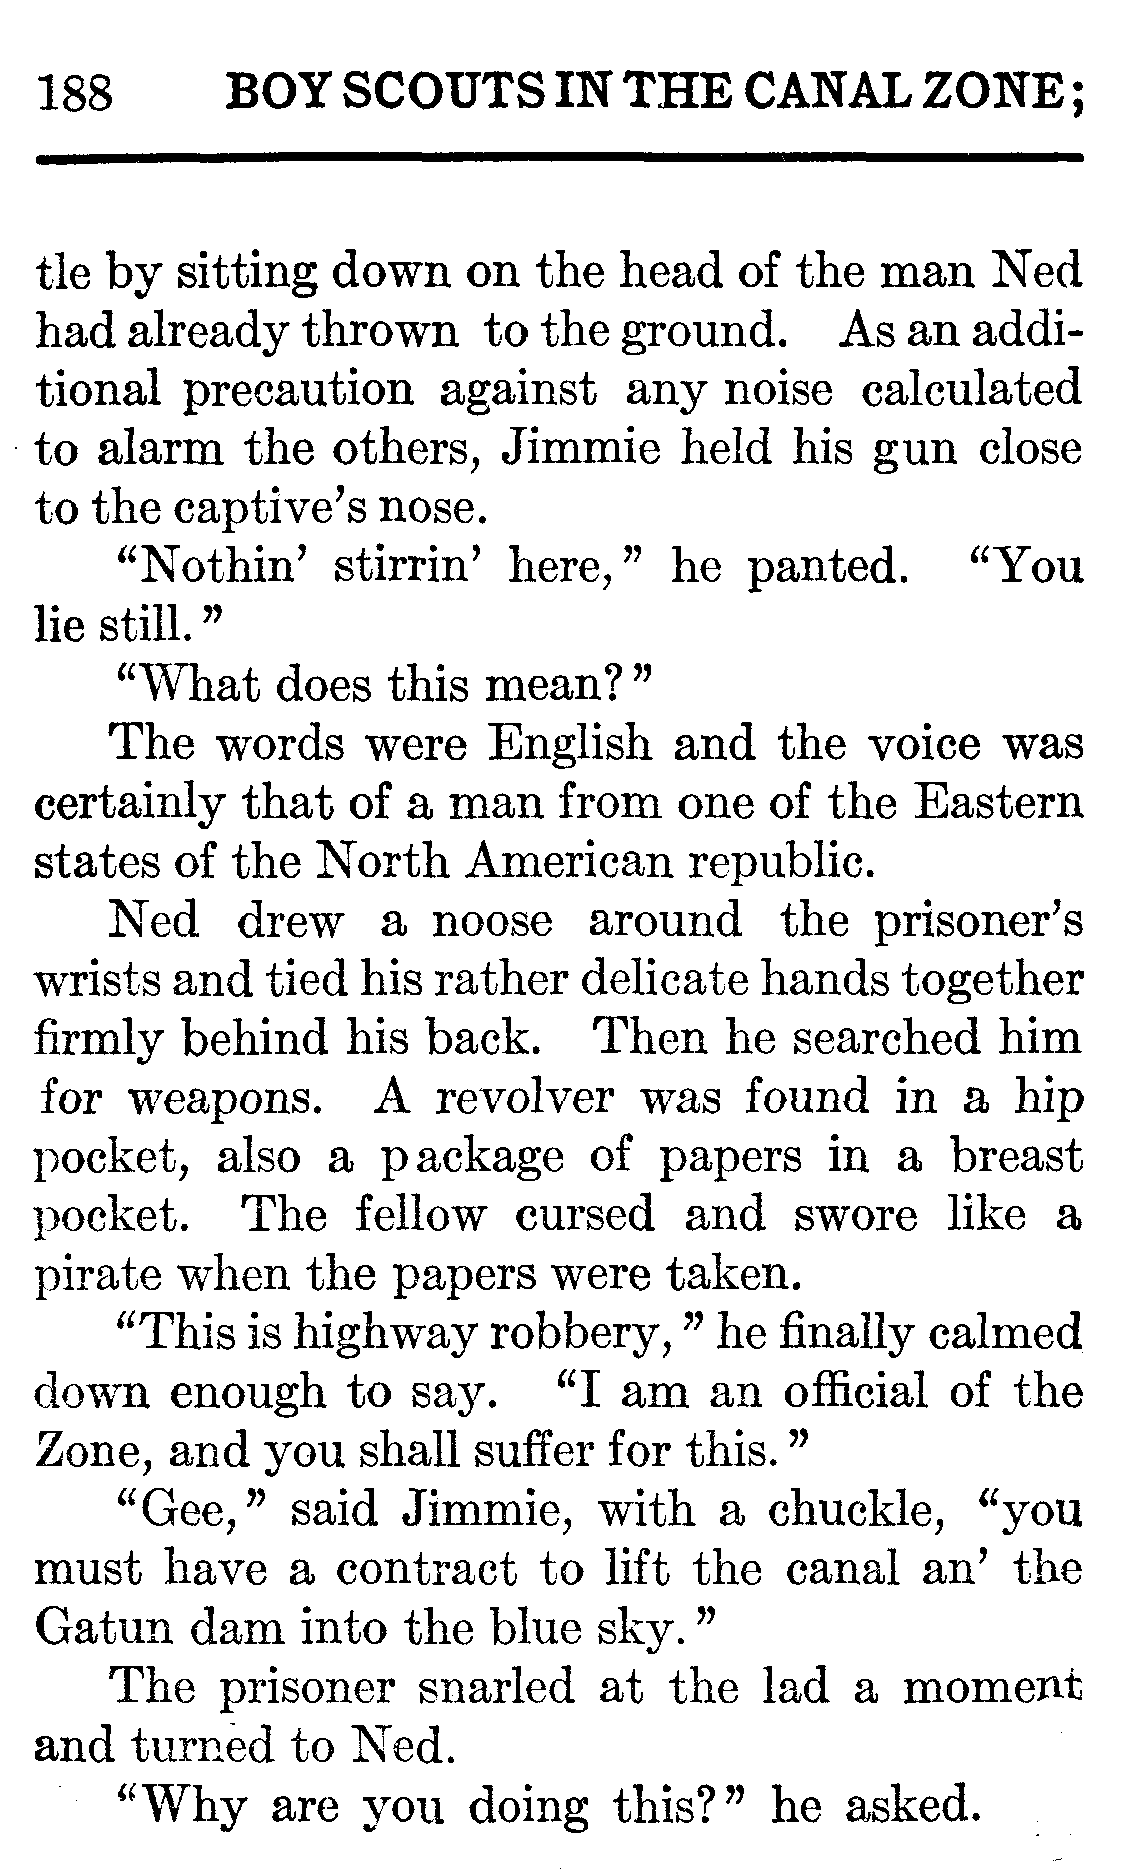 188 BOY SCOUTS IN THE CANAL ZONE;
tle by sitting down on the head of the man Ned
had already thrown to the ground. As an addi-
tional precaution against any noise calculated
to alarm the others, Jimmie held his gun close
to the captive's nose.
"Nothin' stirrin' here," he panted. "You
lie still."
"What does this mean?"
The words were English and the voice was
certainly that of a man from one of the Eastern
states of the North American republic.
Ned drew a noose around the prisoner's
wrists and tied his rather delicate hands together
firmly behind his back. Then he searched him
for weapons. A revolver was found in a hip
pocket, also a package of papers in a breast
pocket. The fellow cursed and swore like a
pirate when the papers were taken.
"This is highway robbery," he finally calmed
down enough to say. "I am an official of the
Zone, and you shall suffer for this."
"Gee," said Jimmie, with a chuckle, "you
must have a contract to lift the canal an' the
Gatun dam into the blue sky."
The prisoner snarled at the lad a moment
and turned to Ned.
"Why are you doing this?" he asked.